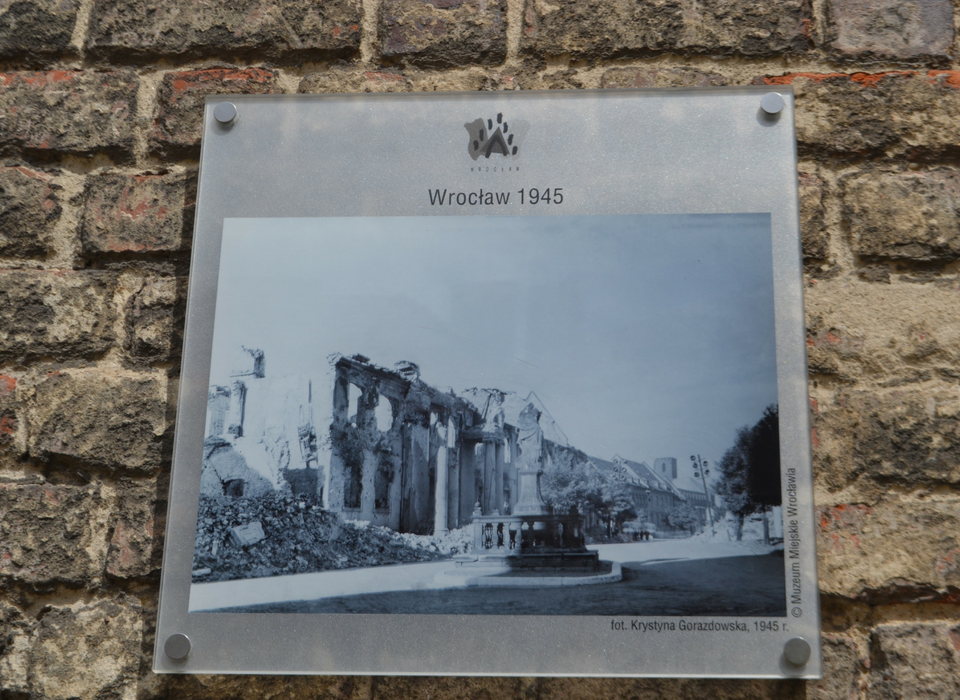 WROCŁAW
Wrocław 1945
© Muzeum Miejskie Wrocławia
fot. Krystyna Gorazdowska, 1945 r.